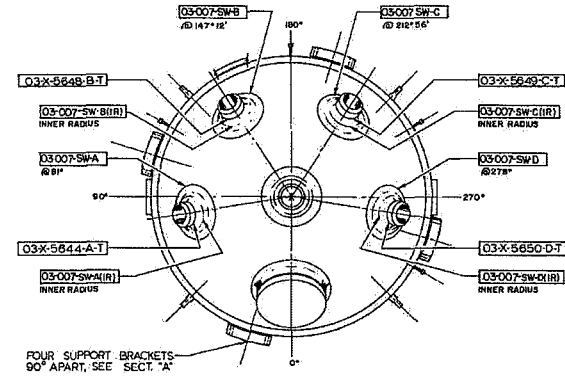 03-007-SW-B
@ 147°12'
180°
03-007 SW-C
@ 212°56'
03-X-5648-B-T
03-X-5649-C-T
03-007-SW-B(IR)
INNER RADIUS
03-007-SW-C(IR)
INNER RADIUS
03-007-SW-A
@81°
03-007-SW-D
@278°
90°
270°
03-X-5644-A-T
03-X-5650-D-T
03-007-SW-A(IR)
INNER RADIUS
03-007-SW-D(IR)
INNER RADIUS
FOUR SUPPORT BRACKETS
90° APART, SEE SECT. "A"
0°